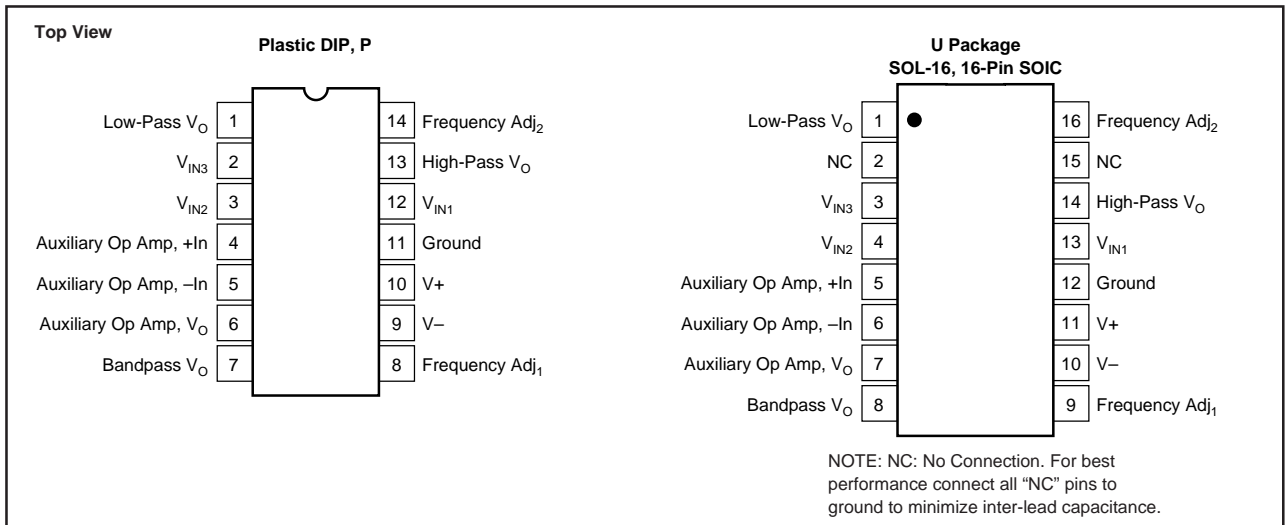 Top View
Plastic DIP, P
Low-Pass V_O 1
V_IN3 2
V_IN2 3
Auxiliary Op Amp, +In 4
Auxiliary Op Amp, –In 5
Auxiliary Op Amp, V_O 6
Bandpass V_O 7
14 Frequency Adj_2
13 High-Pass V_O
12 V_IN1
11 Ground
10 V+
9 V–
8 Frequency Adj_1
U Package
SOL-16, 16-Pin SOIC
Low-Pass V_O 1
NC 2
V_IN3 3
V_IN2 4
Auxiliary Op Amp, +In 5
Auxiliary Op Amp, –In 6
Auxiliary Op Amp, V_O 7
Bandpass V_O 8
16 Frequency Adj_2
15 NC
14 High-Pass V_O
13 V_IN1
12 Ground
11 V+
10 V–
9 Frequency Adj_1
NOTE: NC: No Connection. For best
performance connect all “NC” pins to
ground to minimize inter-lead capacitance.